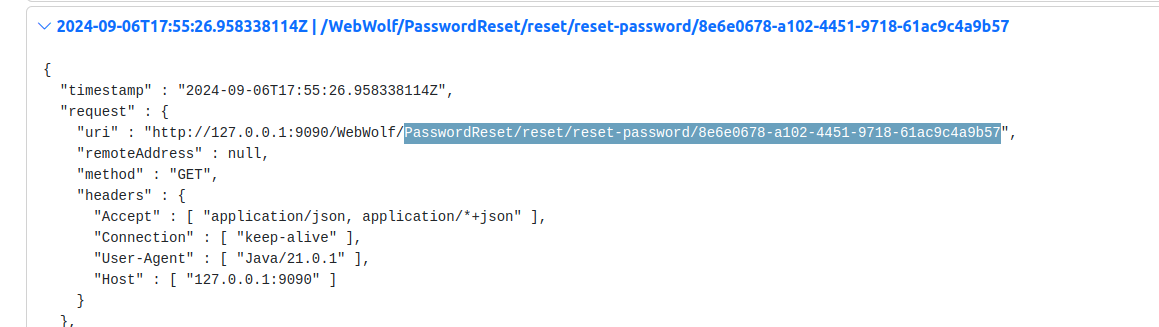 2024-09-06T17:55:26.958338114Z | /WebWolf/PasswordReset/reset/reset-password/8e6e0678-a102-4451-9718-61ac9c4a9b57
{
  "timestamp" : "2024-09-06T17:55:26.958338114Z",
  "request" : {
    "uri" : "http://127.0.0.1:9090/WebWolf/PasswordReset/reset/reset-password/8e6e0678-a102-4451-9718-61ac9c4a9b57",
    "remoteAddress" : null,
    "method" : "GET",
    "headers" : {
      "Accept" : [ "application/json, application/*+json" ],
      "Connection" : [ "keep-alive" ],
      "User-Agent" : [ "Java/21.0.1" ],
      "Host" : [ "127.0.0.1:9090" ]
    }
  },